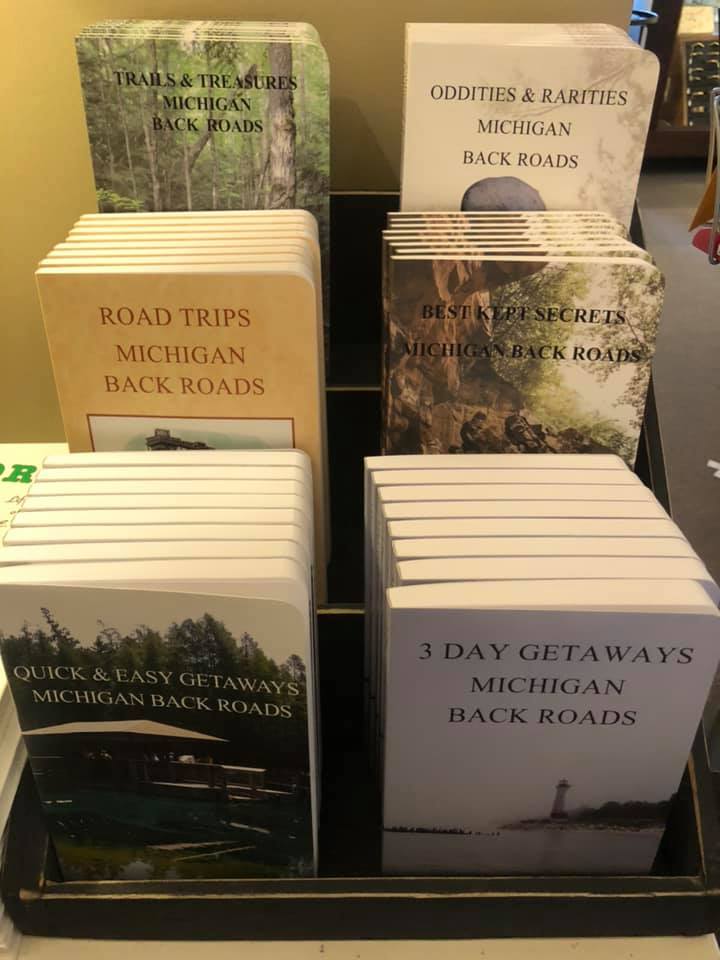 TRAILS & TREASURES
MICHIGAN
BACK ROADS
ODDITIES & RARITIES
MICHIGAN
BACK ROADS
ROAD TRIPS
MICHIGAN
BACK ROADS
BEST KEPT SECRETS
MICHIGAN BACK ROADS
OR
QUICK & EASY GETAWAYS
MICHIGAN BACK ROADS
3 DAY GETAWAYS
MICHIGAN
BACK ROADS